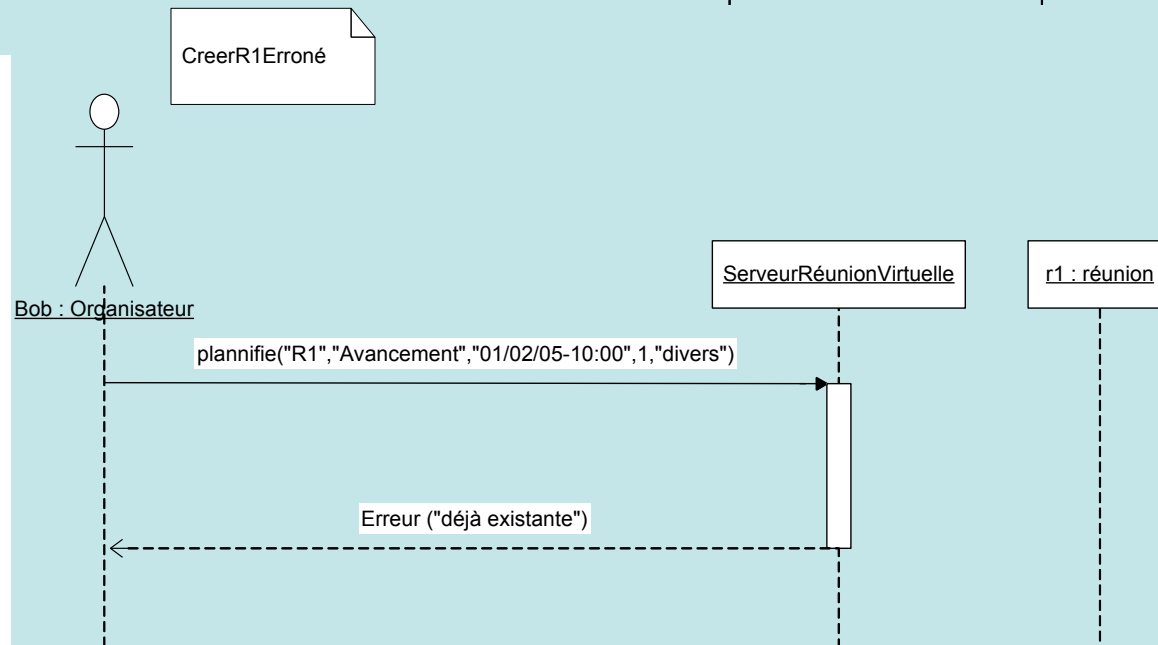 CreerR1Erroné
ServeurRéunionVirtuelle
r1 : réunion
Bob : Organisateur
plannifie("R1","Avancement","01/02/05-10:00",1,"divers")
Erreur ("déjà existante")